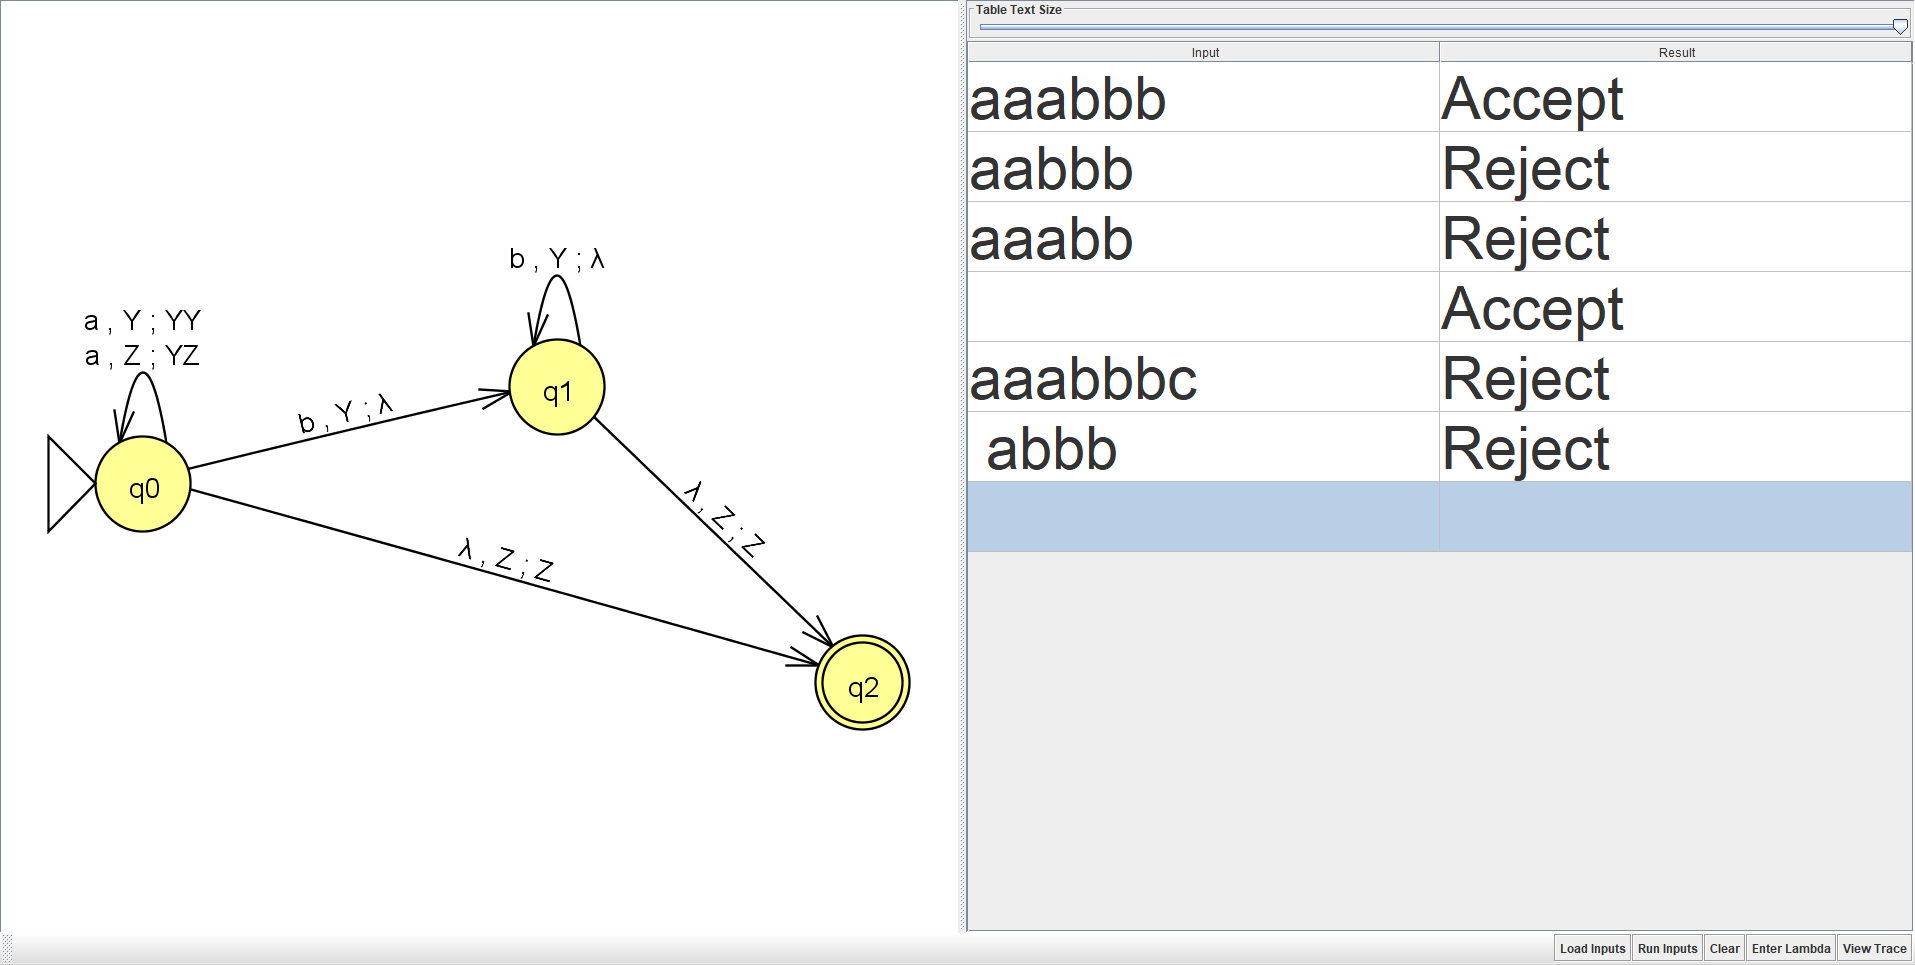 b , Y ; λ
a , Y ; YY
a , Z ; YZ
b , Y ; λ
q1
q0
λ , Z ; Z
λ , Z ; Z
q2
Table Text Size
Input Result
aaabbb Accept
aabbb Reject
aaabb Reject
Accept
aaabbbc Reject
abbb Reject
Load Inputs Run Inputs Clear Enter Lambda View Trace